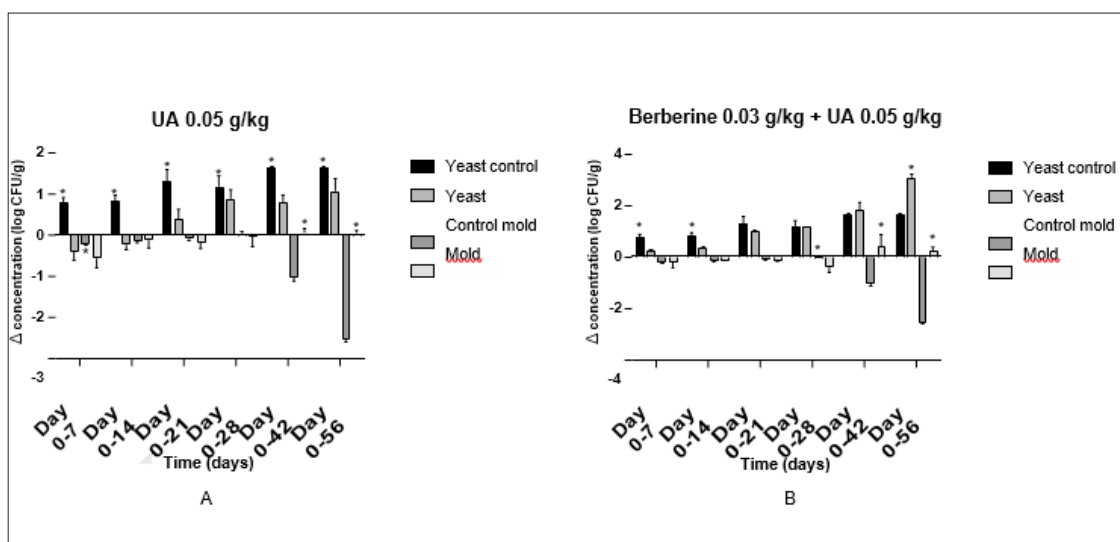 UA 0.05 g/kg
Δ concentration (log CFU/g)
2
1
0
-1
-2
-3
* * * * * * * * *
Day 0-7
Day 0-14
Day 0-21
Day 0-28
Day 0-42
Day 0-56
Time (days)
Yeast control
Yeast
Control mold
Mold
A
Berberine 0.03 g/kg + UA 0.05 g/kg
Δ concentration (log CFU/g)
4
2
0
-2
-4
* * * * * *
Day 0-7
Day 0-14
Day 0-21
Day 0-28
Day 0-42
Day 0-56
Time (days)
Yeast control
Yeast
Control mold
Mold
B